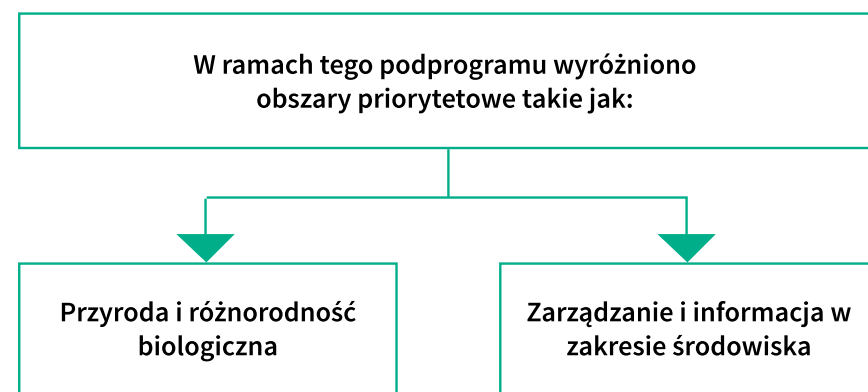 W ramach tego podprogramu wyróżniono
obszary priorytetowe takie jak:
Przyroda i różnorodność
biologiczna
Zarządzanie i informacja w
zakresie środowiska